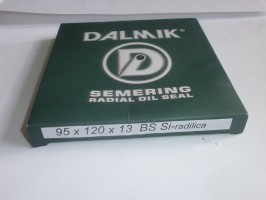 DALMIK®
D
SEMERING
RADIAL OIL SEAL
95 x 120 x 13 BS SI-radilica